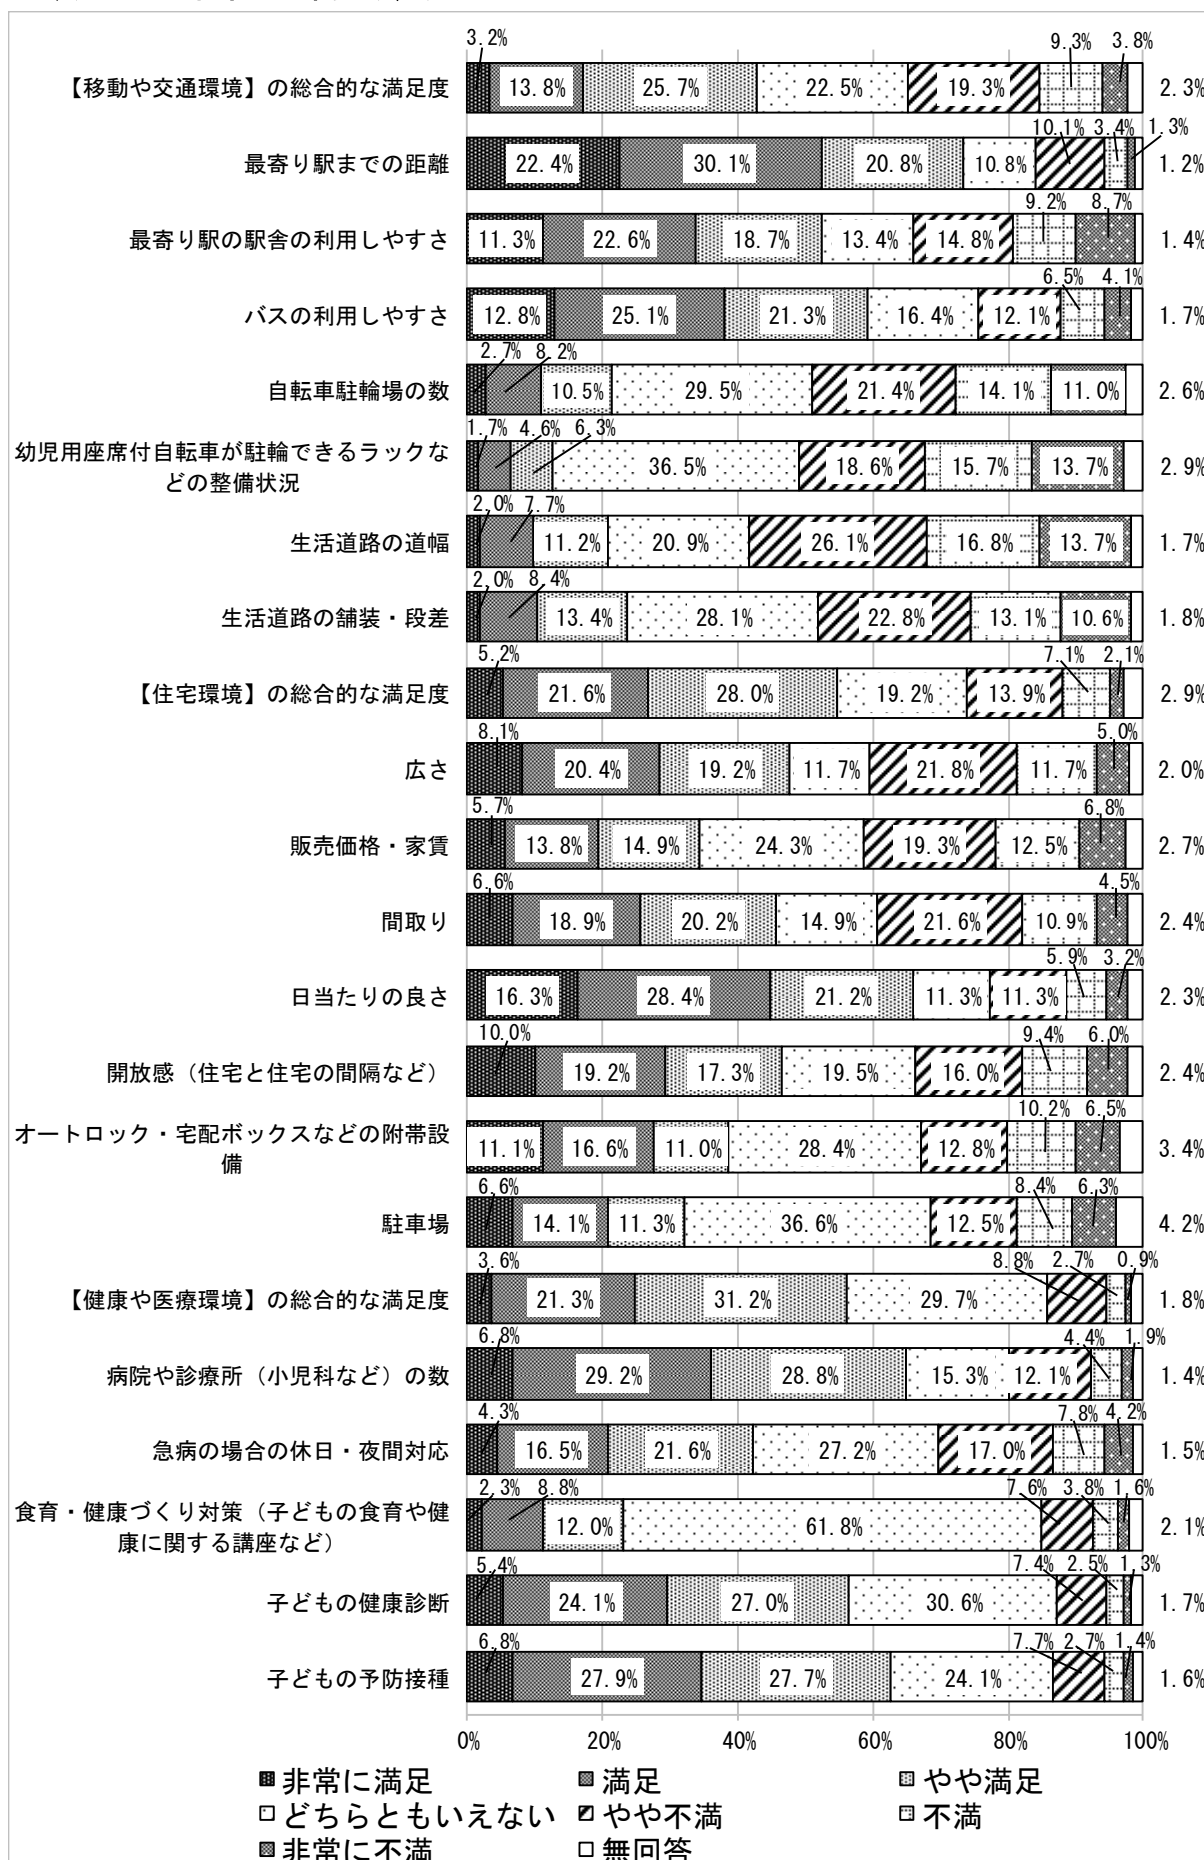 3.2% 9.3% 3.8%
【移動や交通環境】の総合的な満足度 13.8% 25.7% 22.5% 19.3% 2.3%
10.1% 3.4% 1.3%
最寄り駅までの距離 22.4% 30.1% 20.8% 10.8% 1.2%
9.2% 8.7%
最寄り駅の駅舎の利用しやすさ 11.3% 22.6% 18.7% 13.4% 14.8% 1.4%
6.5% 4.1%
バスの利用しやすさ 12.8% 25.1% 21.3% 16.4% 12.1% 1.7%
2.7% 8.2%
自転車駐輪場の数 10.5% 29.5% 21.4% 14.1% 11.0% 2.6%
1.7% 4.6% 6.3%
幼児用座席付自転車が駐輪できるラックな
どの整備状況 36.5% 18.6% 15.7% 13.7% 2.9%
2.0% 7.7%
生活道路の道幅 11.2% 20.9% 26.1% 16.8% 13.7% 1.7%
2.0% 8.4%
生活道路の舗装・段差 13.4% 28.1% 22.8% 13.1% 10.6% 1.8%
5.2% 7.1% 2.1%
【住宅環境】の総合的な満足度 21.6% 28.0% 19.2% 13.9% 2.9%
8.1% 5.0%
広さ 20.4% 19.2% 11.7% 21.8% 11.7% 2.0%
5.7% 6.8%
販売価格・家賃 13.8% 14.9% 24.3% 19.3% 12.5% 2.7%
6.6% 4.5%
間取り 18.9% 20.2% 14.9% 21.6% 10.9% 2.4%
5.9% 3.2%
日当たりの良さ 16.3% 28.4% 21.2% 11.3% 11.3% 2.3%
10.0% 9.4% 6.0%
開放感（住宅と住宅の間隔など） 19.2% 17.3% 19.5% 16.0% 2.4%
10.2% 6.5%
オートロック・宅配ボックスなどの附帯設
備 11.1% 16.6% 11.0% 28.4% 12.8% 3.4%
6.6% 8.4% 6.3%
駐車場 14.1% 11.3% 36.6% 12.5% 4.2%
3.6% 8.8% 2.7% 0.9%
【健康や医療環境】の総合的な満足度 21.3% 31.2% 29.7% 1.8%
6.8% 4.4% 1.9%
病院や診療所（小児科など）の数 29.2% 28.8% 15.3% 12.1% 1.4%
4.3% 7.8% 4.2%
急病の場合の休日・夜間対応 16.5% 21.6% 27.2% 17.0% 1.5%
2.3% 8.8% 7.6% 3.8% 1.6%
食育・健康づくり対策（子どもの食育や健
康に関する講座など） 12.0% 61.8% 2.1%
5.4% 7.4% 2.5% 1.3%
子どもの健康診断 24.1% 27.0% 30.6% 1.7%
6.8% 7.7% 2.7% 1.4%
子どもの予防接種 27.9% 27.7% 24.1% 1.6%
0% 20% 40% 60% 80% 100%
非常に満足 満足 やや満足
どちらともいえない やや不満 不満
非常に不満 無回答